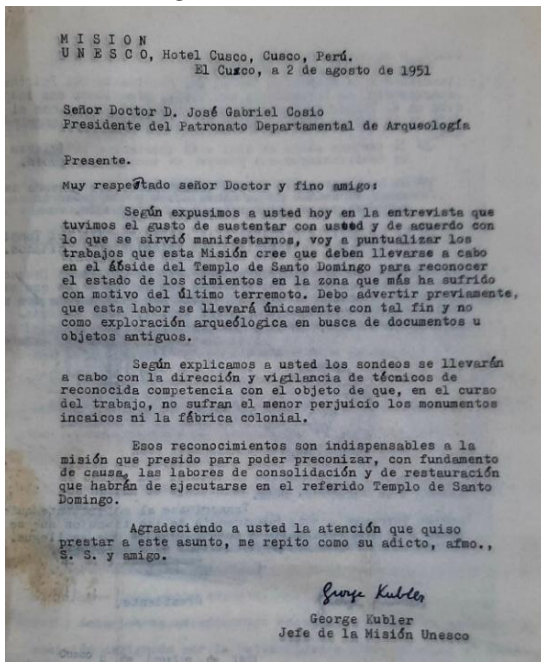 MISION
UNESCO, Hotel Cusco, Cusco, Perú.
El Cuzco, a 2 de agosto de 1951
Señor Doctor D. José Gabriel Cosio
Presidente del Patronato Departamental de Arqueología
Presente.
Muy respetado señor Doctor y fino amigo:
Según expusimos a usted hoy en la entrevista que
tuvimos el gusto de sustentar con usted y de acuerdo con
lo que se sirvió manifestarnos, voy a puntualizar los
trabajos que esta Misión cree que deben llevarse a cabo
en el ábside del Templo de Santo Domingo para reconocer
el estado de los cimientos en la zona que más ha sufrido
con motivo del último terremoto. Debo advertir previamente,
que esta labor se llevará únicamente con tal fin y no
como exploración arqueólogica en busca de documentos u
objetos antiguos.
Según explicamos a usted los sondeos se llevarán
a cabo con la dirección y vigilancia de técnicos de
reconocida competencia con el objeto de que, en el curso
del trabajo, no sufran el menor perjuicio los monumentos
incaicos ni la fábrica colonial.
Esos reconocimientos son indispensables a la
misión que presido para poder preconizar, con fundamento
de causa, las labores de consolidación y de restauración
que habrán de ejecutarse en el referido Templo de Santo
Domingo.
Agradeciendo a usted la atención que quiso
prestar a este asunto, me repito como su adicto, afmo.,
S. S. y amigo.
George Kubler
George Kubler
Jefe de la Misión Unesco